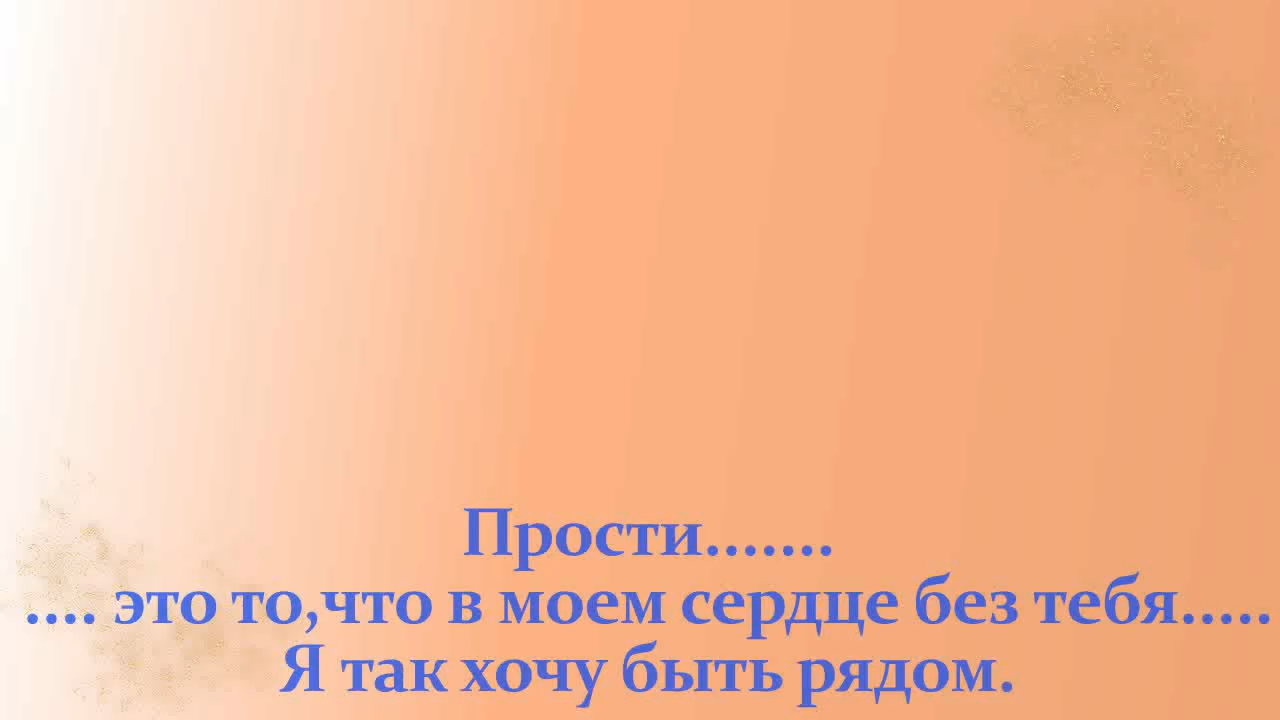 Прости.......
.... это то,что в моем сердце без тебя.....
Я так хочу быть рядом.